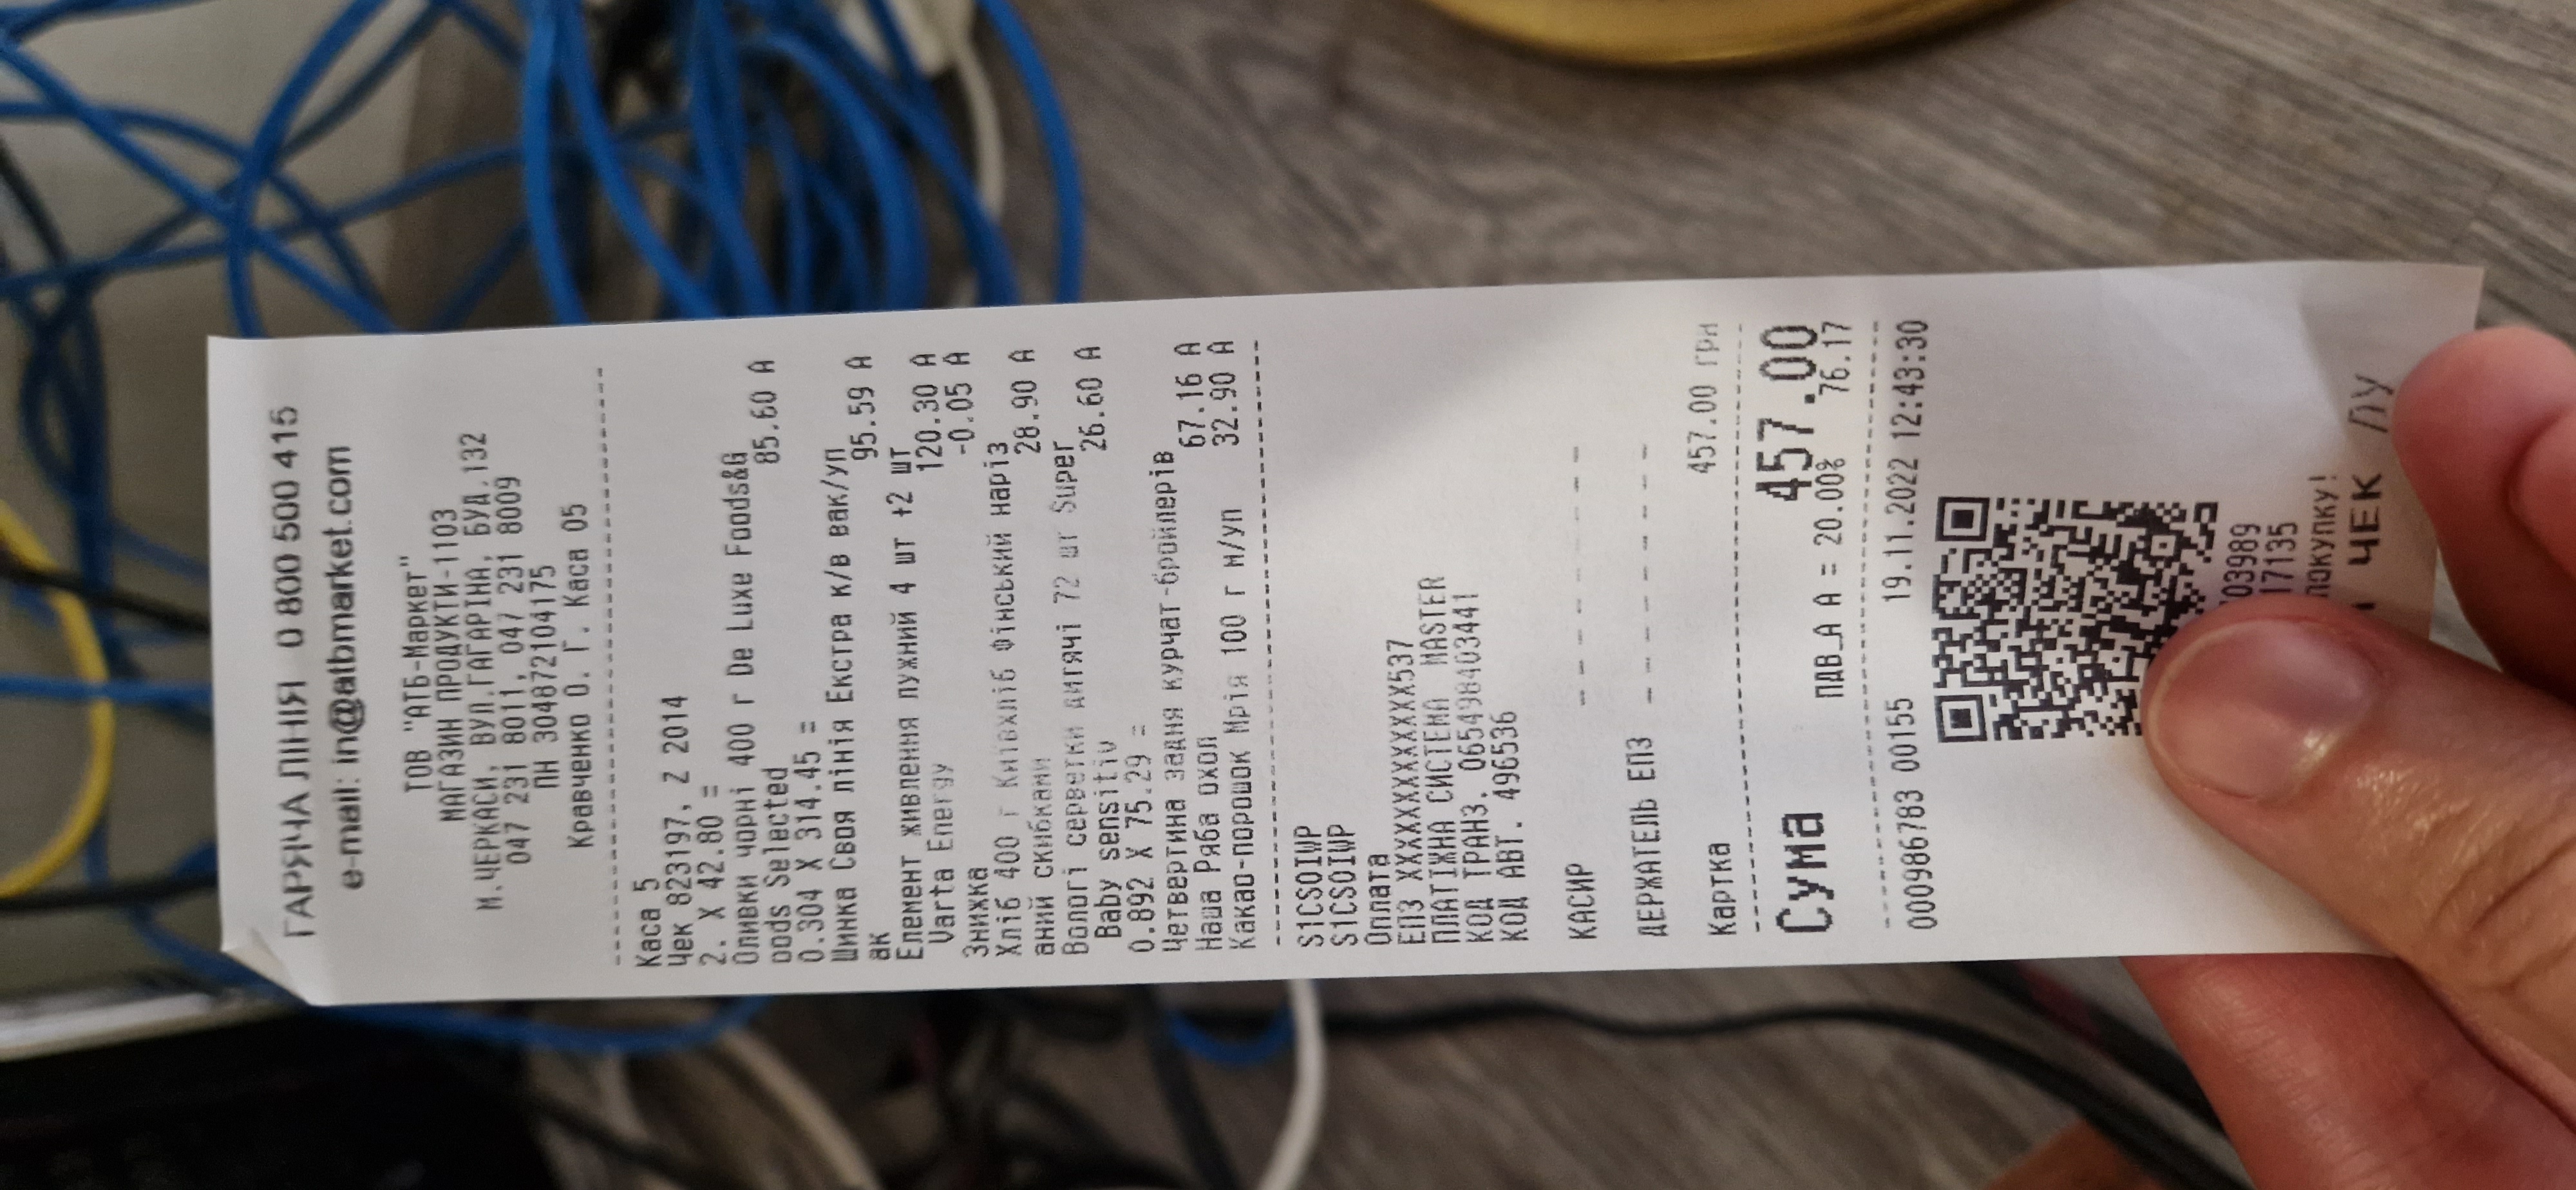 ГАРЯЧА ЛІНІЯ 0 800 500 415
e-mail: in@atbmarket.com
ТОВ "АТБ-Маркет"
МАГАЗИН ПРОДУКТИ-1103
М.ЧЕРКАСИ, ВУЛ.ГАГАРІНА, БУД.132
047 231 8011, 047 231 8009
ПН 304872104175
Кравченко О. Г. Каса 05
Каса 5
Чек 823197, Z 2014
2. X 42.80 =
Оливки чорні 400 г De Luxe Foods&G
oods Selected 85.60 А
0.304 X 314.45 =
Шинка Своя лінія Екстра к/в вак/уп
ак 95.59 А
Елемент живлення лужний 4 шт +2 шт
Varta Energy 120.30 А
Знижка -0.05 А
Хліб 400 г Київхліб Фінський наріз
аний скибками 28.90 А
Вологі серветки дитячі 72 шт Super
Baby sensitiv 26.60 А
0.892 X 75.29 =
Четвертина задня курчат-бройлерів
Наша Ряба охол 67.16 А
Какао-порошок Мрія 100 г м/уп 32.90 А
S1CSOIWP
S1CSOIWP
Оплата
ЕПЗ XXXXXXXXXXXXX537
ПЛАТІЖНА СИСТЕМА MASTER
КОД ТРАНЗ. 065498403441
КОД АВТ. 496536
КАСИР
ДЕРЖАТЕЛЬ ЕПЗ
Картка 457.00 ГРН
Сума 457.00
ПДВ_А А = 20.00% 76.17
0000986783 00155 19.11.2022 12:43:30
03989
17135
покупку!
ЧЕК